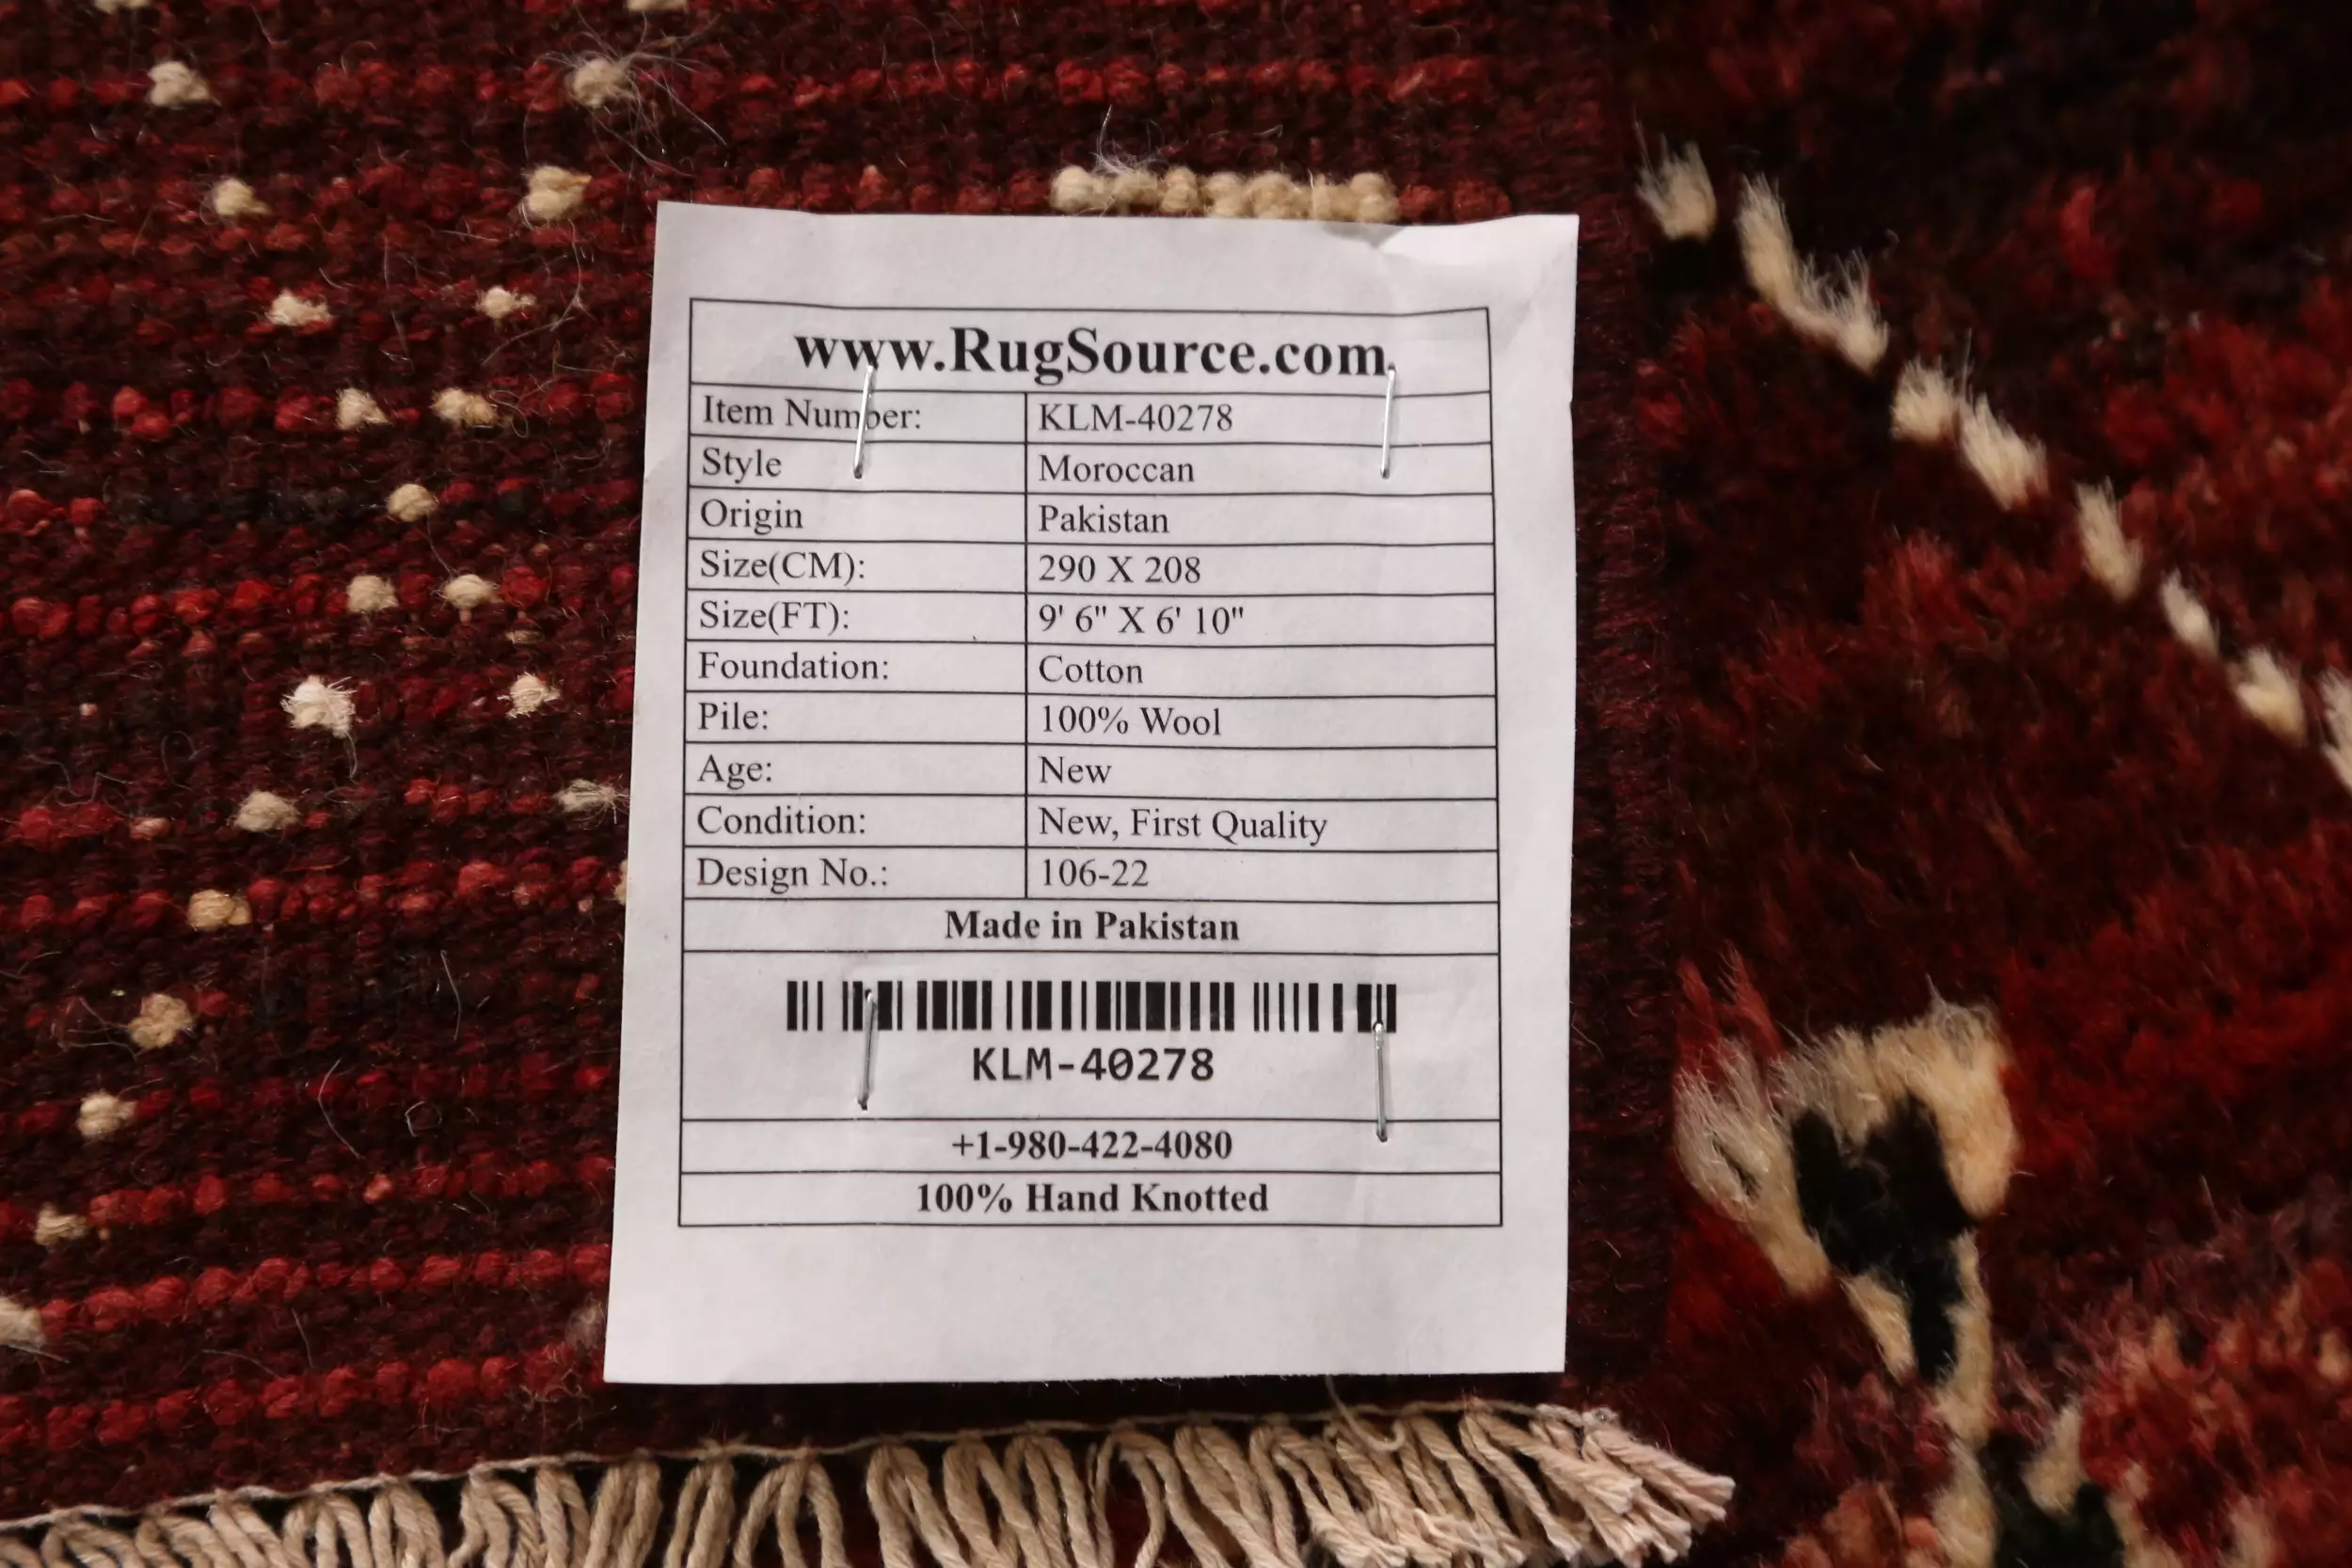 www.RugSource.com
Item Number: KLM-40278
Style Moroccan
Origin Pakistan
Size(CM): 290 X 208
Size(FT): 9' 6" X 6' 10"
Foundation: Cotton
Pile: 100% Wool
Age: New
Condition: New, First Quality
Design No.: 106-22
Made in Pakistan
KLM-40278
+1-980-422-4080
100% Hand Knotted